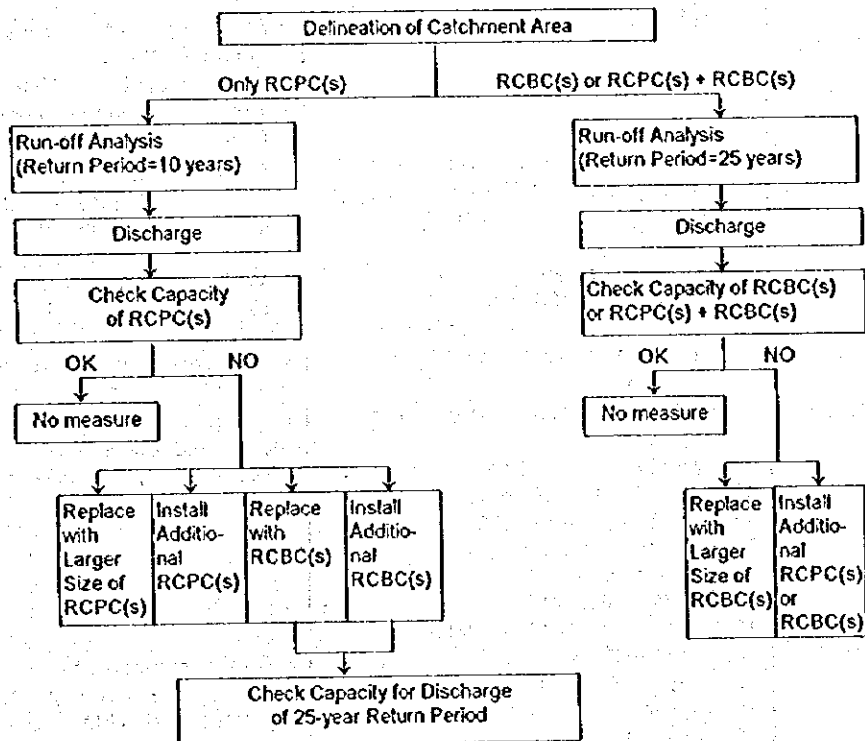 Delineation of Catchment Area
Only RCPC(s)
RCBC(s) or RCPC(s) + RCBC(s)
Run-off Analysis
(Return Period=10 years)
Run-off Analysis
(Return Period=25 years)
Discharge
Discharge
Check Capacity
of RCPC(s)
Check Capacity of RCBC(s)
or RCPC(s) + RCBC(s)
OK
NO
OK
NO
No measure
No measure
Replace
with
Larger
Size of
RCPC(s)
Install
Additio-
nal
RCPC(s)
Replace
with
RCBC(s)
Install
Additio-
nal
RCBC(s)
Replace
with
Larger
Size of
RCBC(s)
Install
Additional
RCPC(s)
or
RCBC(s)
Check Capacity for Discharge
of 25-year Return Period